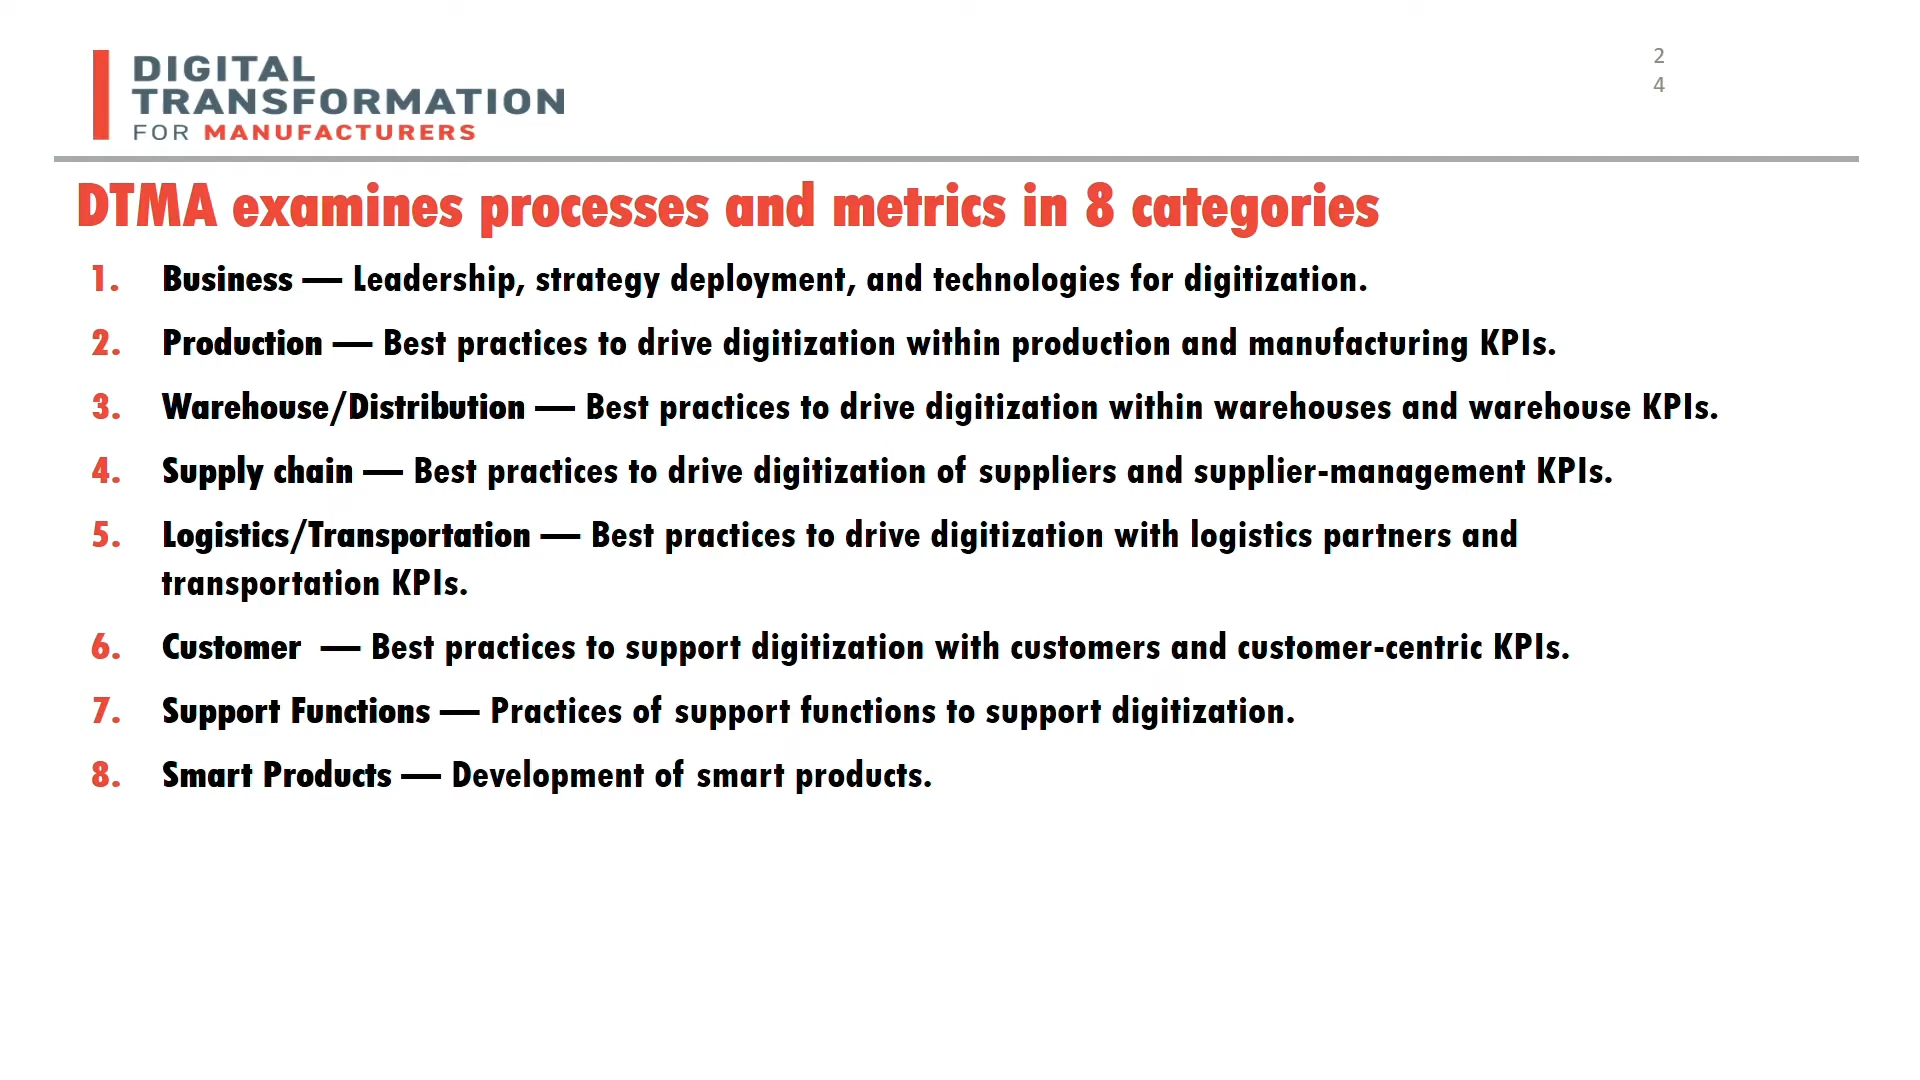 DIGITAL
TRANSFORMATION
FOR MANUFACTURERS
2
4
DTMA examines processes and metrics in 8 categories
1. Business — Leadership, strategy deployment, and technologies for digitization.
2. Production — Best practices to drive digitization within production and manufacturing KPIs.
3. Warehouse/Distribution — Best practices to drive digitization within warehouses and warehouse KPIs.
4. Supply chain — Best practices to drive digitization of suppliers and supplier-management KPIs.
5. Logistics/Transportation — Best practices to drive digitization with logistics partners and
transportation KPIs.
6. Customer — Best practices to support digitization with customers and customer-centric KPIs.
7. Support Functions — Practices of support functions to support digitization.
8. Smart Products — Development of smart products.